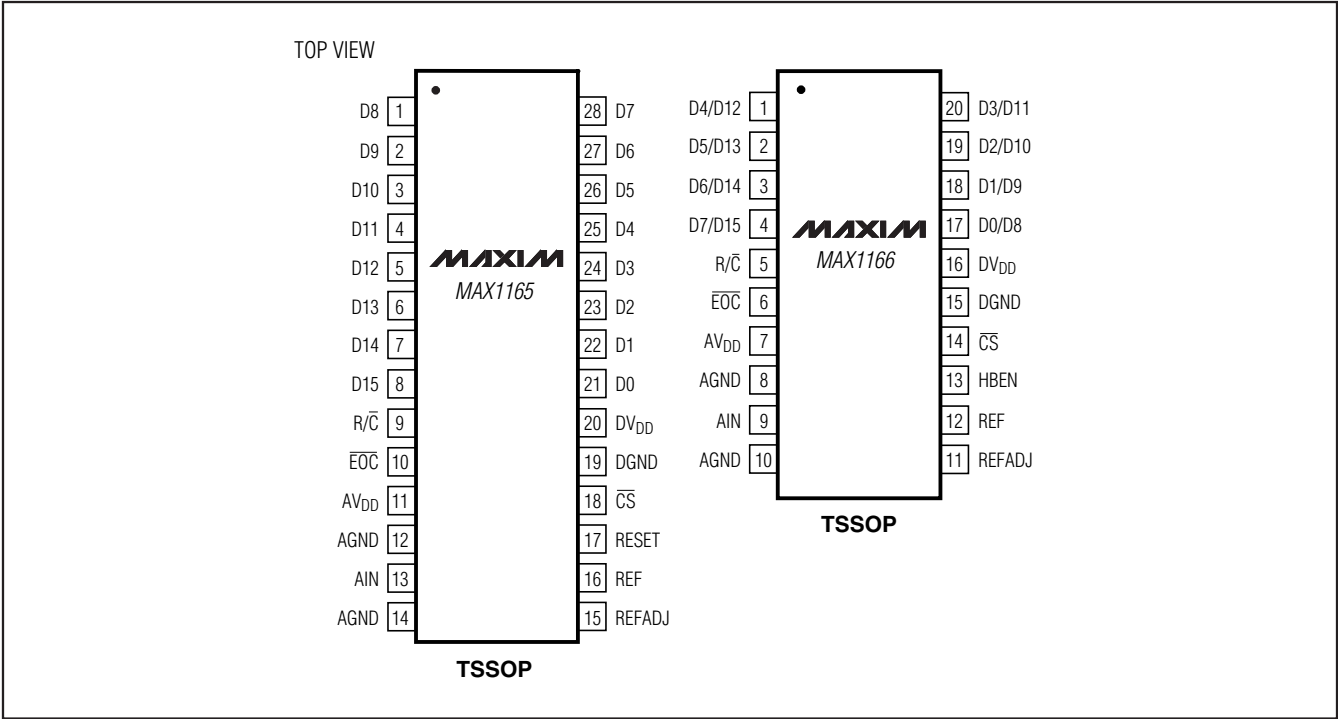 TOP VIEW
D8 1
D9 2
D10 3
D11 4
D12 5
D13 6
D14 7
D15 8
R/C̅ 9
E̅O̅C̅ 10
AVDD 11
AGND 12
AIN 13
AGND 14
MAXIM
MAX1165
28 D7
27 D6
26 D5
25 D4
24 D3
23 D2
22 D1
21 D0
20 DVDD
19 DGND
18 C̅S̅
17 RESET
16 REF
15 REFADJ
TSSOP
D4/D12 1
D5/D13 2
D6/D14 3
D7/D15 4
R/C̅ 5
E̅O̅C̅ 6
AVDD 7
AGND 8
AIN 9
AGND 10
MAXIM
MAX1166
20 D3/D11
19 D2/D10
18 D1/D9
17 D0/D8
16 DVDD
15 DGND
14 C̅S̅
13 HBEN
12 REF
11 REFADJ
TSSOP